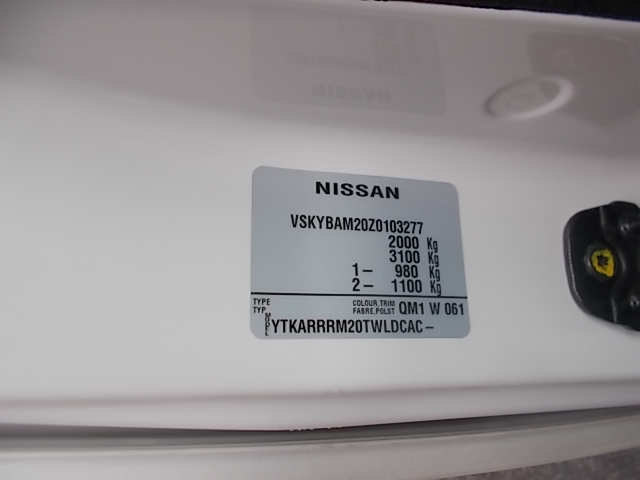 NISSAN
VSKYBAM20Z0103277
2000 Kg
3100 Kg
1- 980 Kg
2- 1100 Kg
TYPE COLOUR,TRIM
TYP. FABRE,POLST QM1 W 061
MODEL YTKARRRM20TWLDCAC-